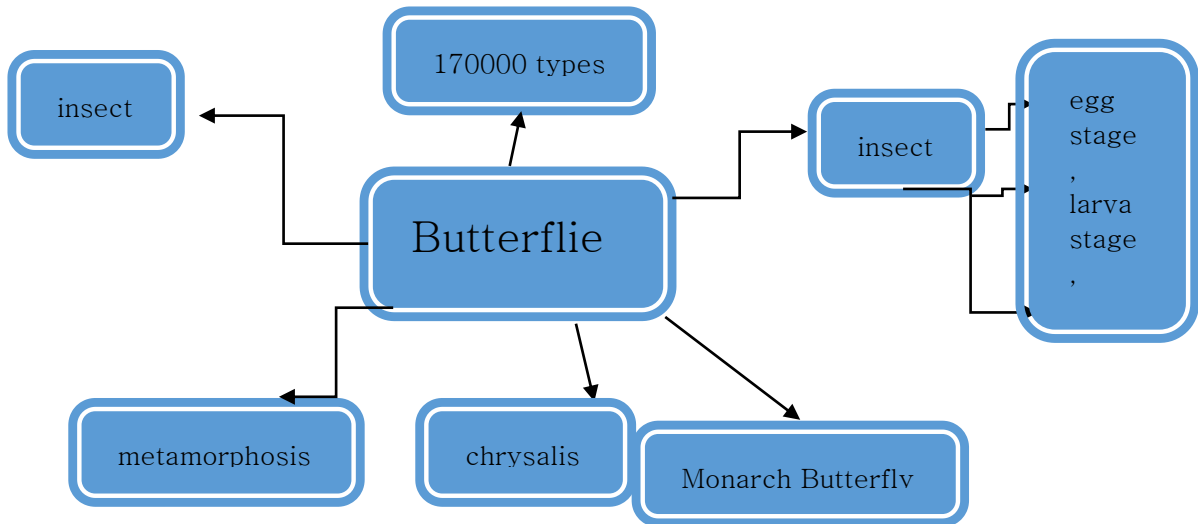 170000 types
insect
insect
egg
stage
,
larva
stage
,
Butterflie
metamorphosis
chrysalis
Monarch Butterfly